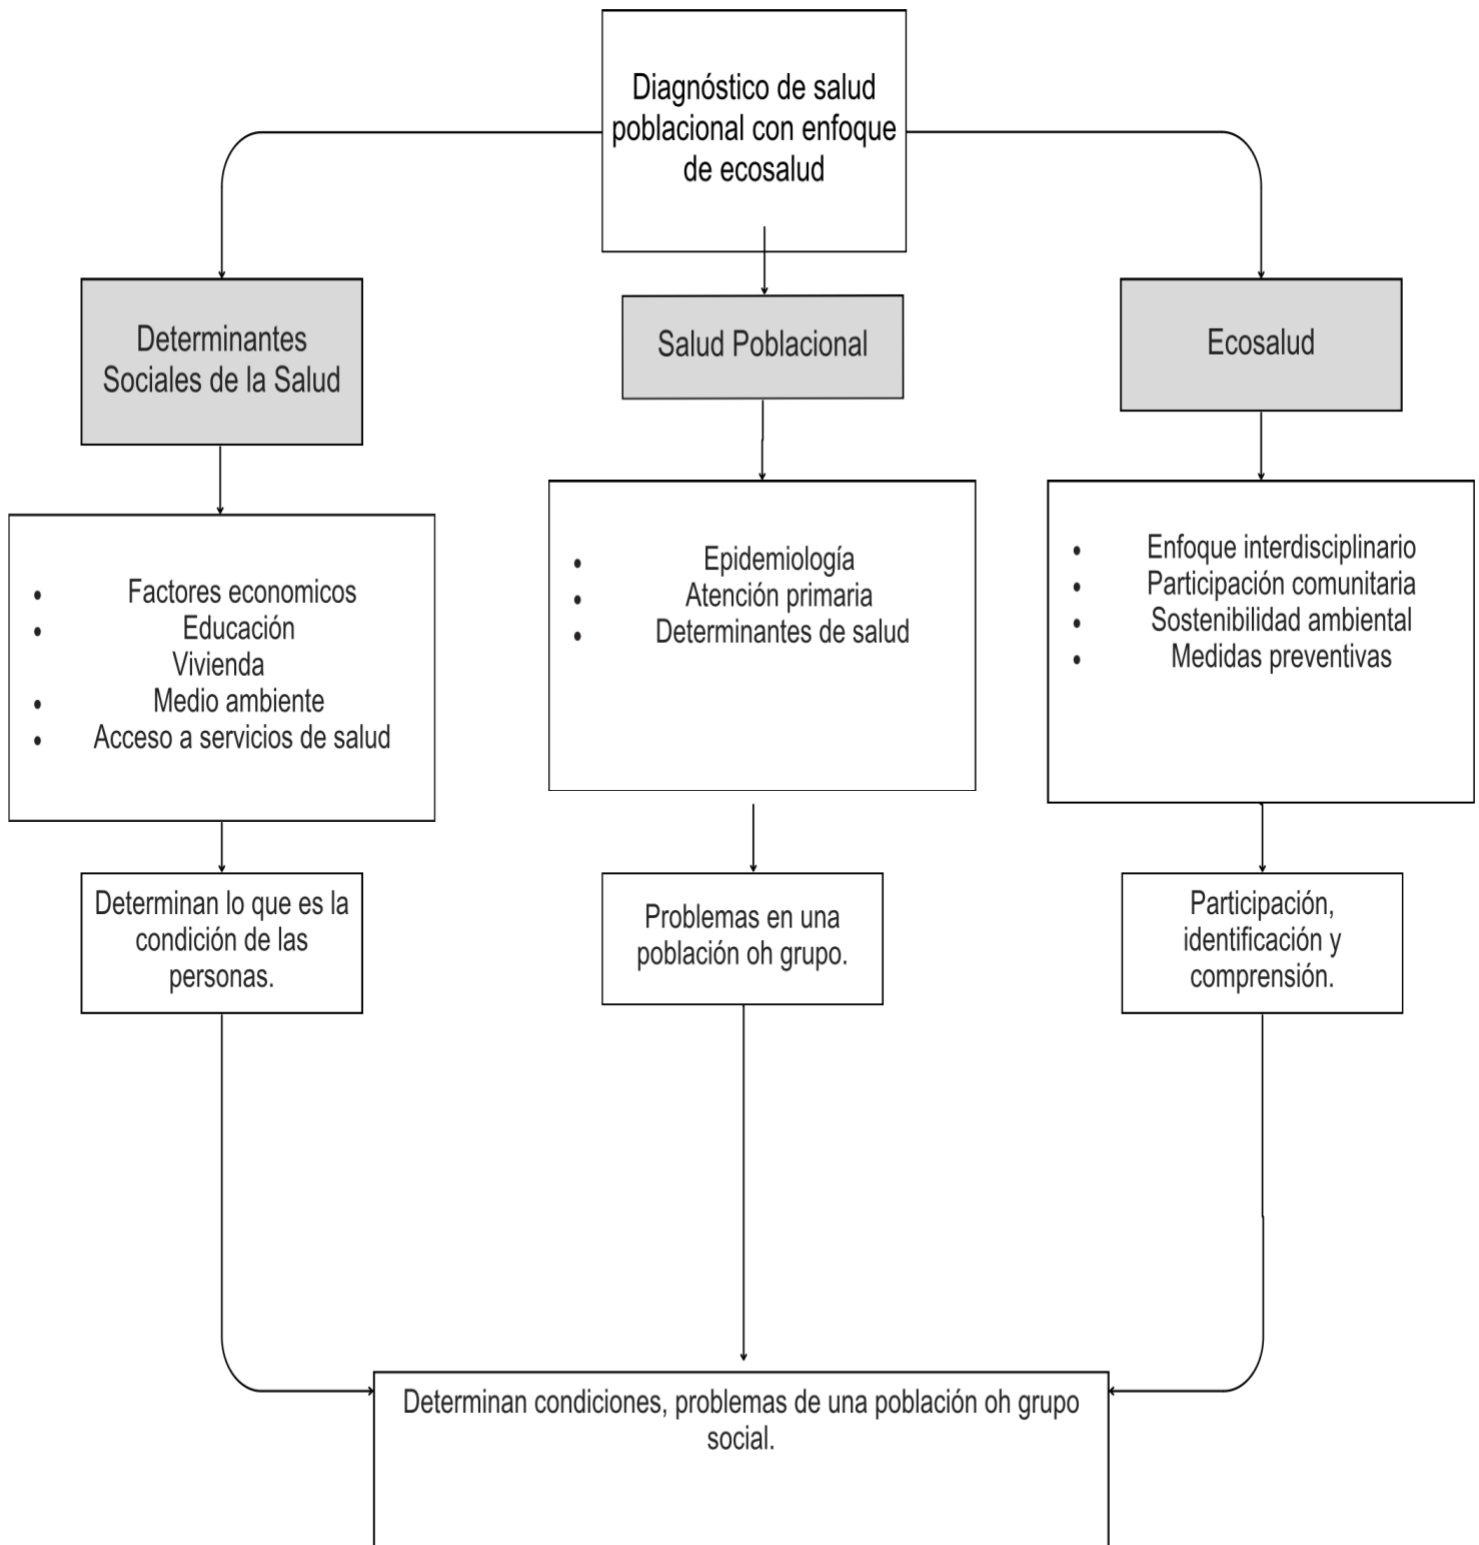 Diagnóstico de salud
poblacional con enfoque
de ecosalud
Determinantes
Sociales de la Salud
Salud Poblacional
Ecosalud
• Factores economicos
• Educación
Vivienda
• Medio ambiente
• Acceso a servicios de salud
• Epidemiología
• Atención primaria
• Determinantes de salud
• Enfoque interdisciplinario
• Participación comunitaria
• Sostenibilidad ambiental
• Medidas preventivas
Determinan lo que es la
condición de las
personas.
Problemas en una
población oh grupo.
Participación,
identificación y
comprensión.
Determinan condiciones, problemas de una población oh grupo
social.